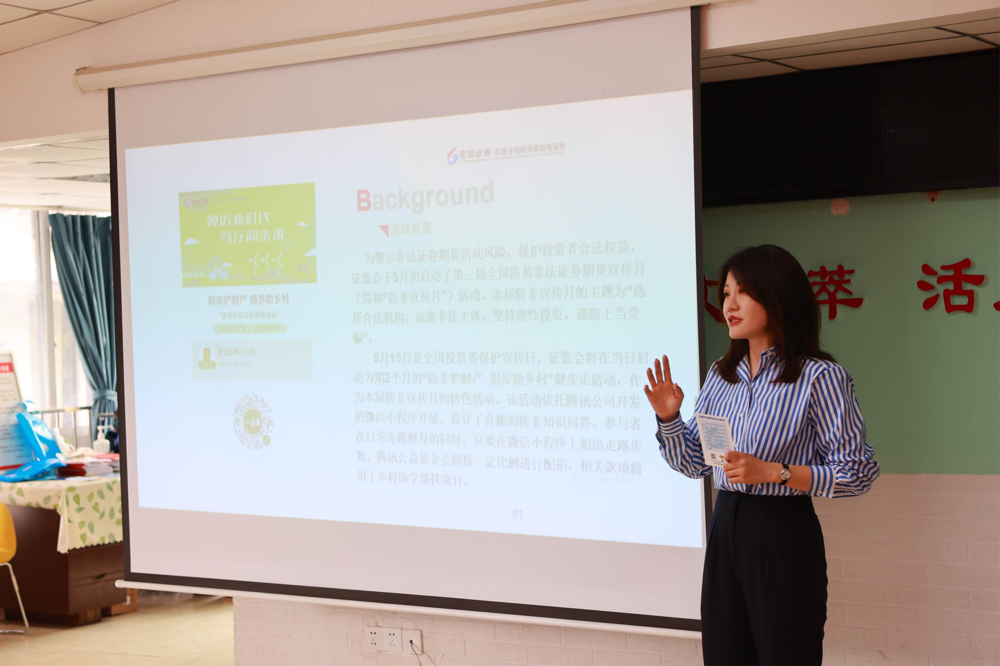 宏信证券 红庙子街投资者教育基地
宏信证券
踔厉新时代
笃行向未来
防非护财产 捐步助乡村
“警惕非法证券期货活动”
2022/5/15 - 2022/7/15
宏信证券小分队
一块走
Background
活动背景
为警示非法证券期货活动风险，保护投资者合法权益，
证监会于5月初启动了第三届全国防范非法证券期货宣传月
（简称“防非宣传月”）活动。本届防非宣传月的主题为“选
择合法机构，远离非法主体，坚持理性投资，谨防上当受
骗”。
5月15日是全国投资者保护宣传日，证监会将在当日启
动为期2个月的“防非护财产 捐步助乡村”健步走活动，作
为本届防非宣传月的特色活动。该活动依托腾讯公司开发
的微信小程序开展，设计了有趣的防非知识问答。参与者
在日常走路健身的同时，只要在微信小程序上捐出走路步
数，腾讯公益基金会即按一定比例进行配捐，相关款项将
用于乡村助学帮扶项目。
激活 Windows
01
萃 活